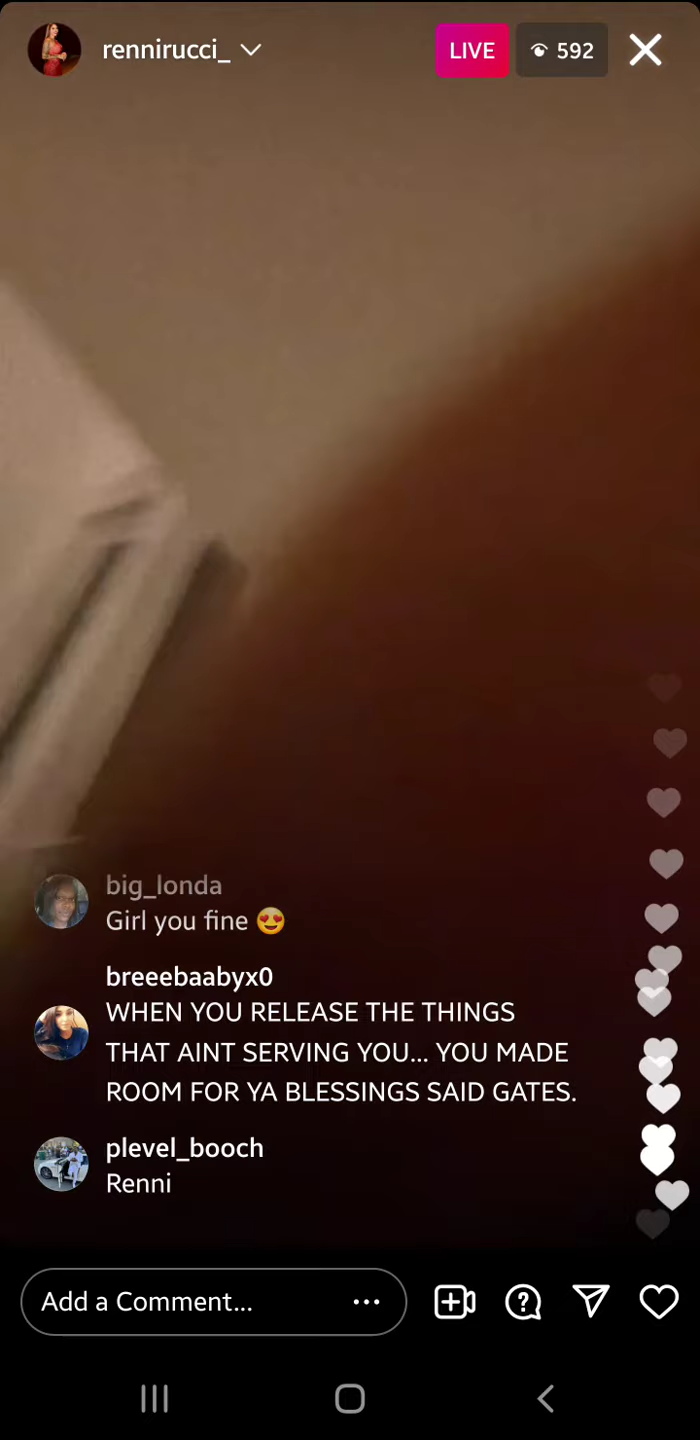 rennirucci_
LIVE
592
big_londa
Girl you fine 😍
breeebaabyx0
WHEN YOU RELEASE THE THINGS
THAT AINT SERVING YOU... YOU MADE
ROOM FOR YA BLESSINGS SAID GATES.
plevel_booch
Renni
Add a Comment...